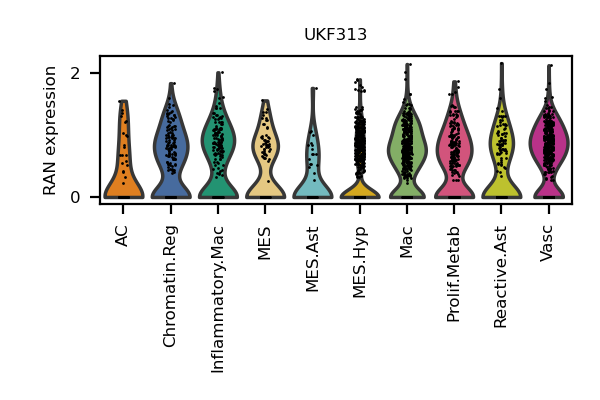 UKF313
RAN expression
2
0
AC
Chromatin.Reg
Inflammatory.Mac
MES
MES.Ast
MES.Hyp
Mac
Prolif.Metab
Reactive.Ast
Vasc